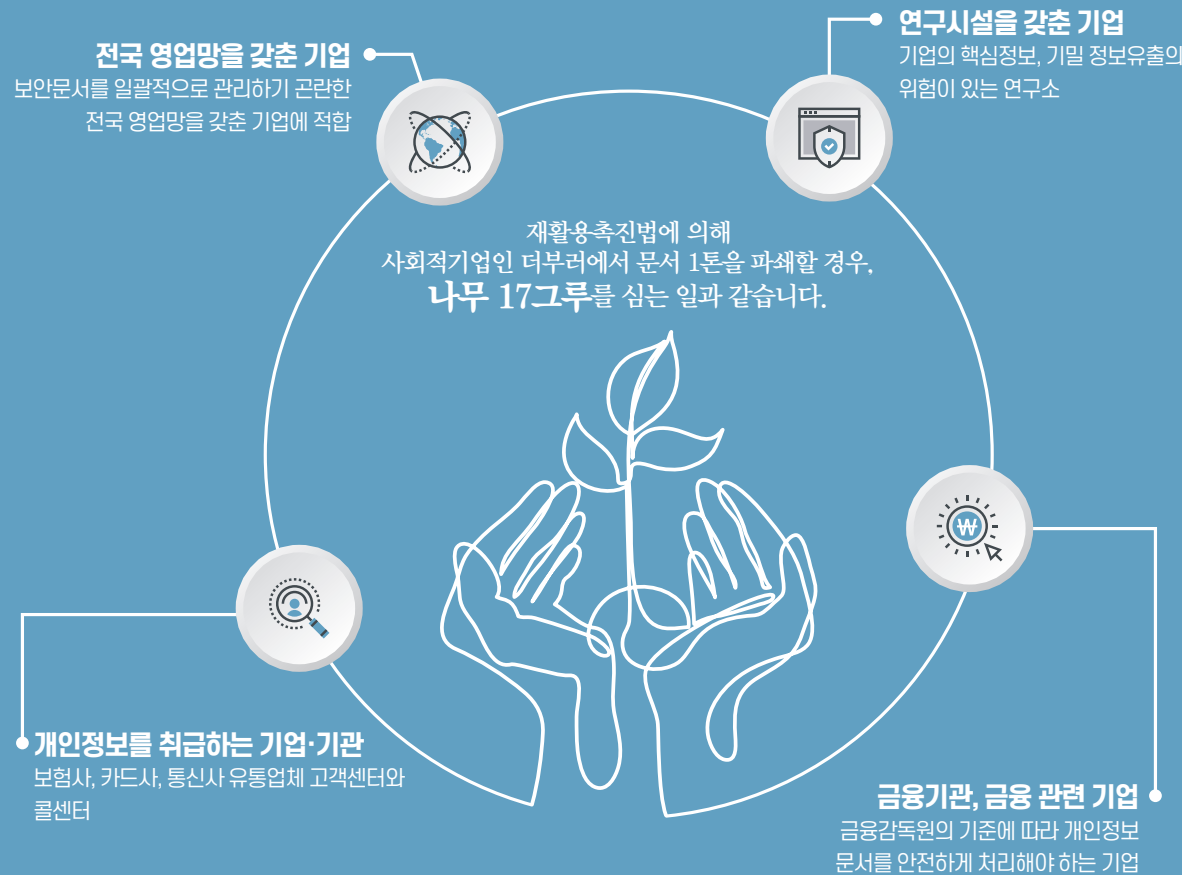 전국 영업망을 갖춘 기업
보안문서를 일괄적으로 관리하기 곤란한
전국 영업망을 갖춘 기업에 적합
연구시설을 갖춘 기업
기업의 핵심정보, 기밀 정보유출의
위험이 있는 연구소
재활용촉진법에 의해
사회적기업인 더부러에서 문서 1톤을 파쇄할 경우,
나무 17그루를 심는 일과 같습니다.
개인정보를 취급하는 기업·기관
보험사, 카드사, 통신사 유통업체 고객센터와
콜센터
금융기관, 금융 관련 기업
금융감독원의 기준에 따라 개인정보
문서를 안전하게 처리해야 하는 기업